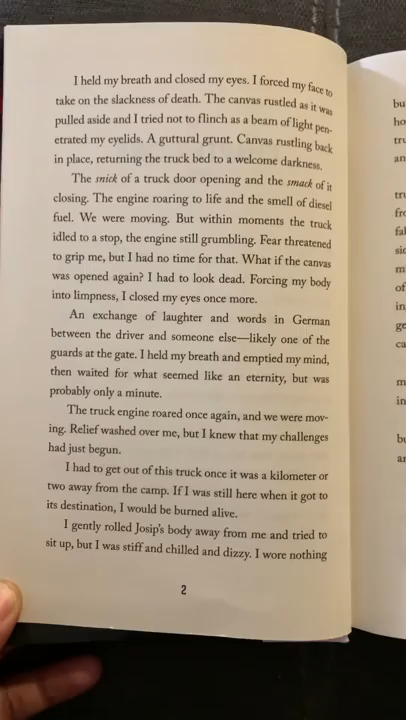 I held my breath and closed my eyes. I forced my face to
take on the slackness of death. The canvas rustled as it was
pulled aside and I tried not to flinch as a beam of light pen-
etrated my eyelids. A guttural grunt. Canvas rustling back
in place, returning the truck bed to a welcome darkness.
The snick of a truck door opening and the smack of it
closing. The engine roaring to life and the smell of diesel
fuel. We were moving. But within moments the truck
idled to a stop, the engine still grumbling. Fear threatened
to grip me, but I had no time for that. What if the canvas
was opened again? I had to look dead. Forcing my body
into limpness, I closed my eyes once more.
An exchange of laughter and words in German
between the driver and someone else—likely one of the
guards at the gate. I held my breath and emptied my mind,
then waited for what seemed like an eternity, but was
probably only a minute.
The truck engine roared once again, and we were mov-
ing. Relief washed over me, but I knew that my challenges
had just begun.
I had to get out of this truck once it was a kilometer or
two away from the camp. If I was still here when it got to
its destination, I would be burned alive.
I gently rolled Josip's body away from me and tried to
sit up, but I was stiff and chilled and dizzy. I wore nothing
2